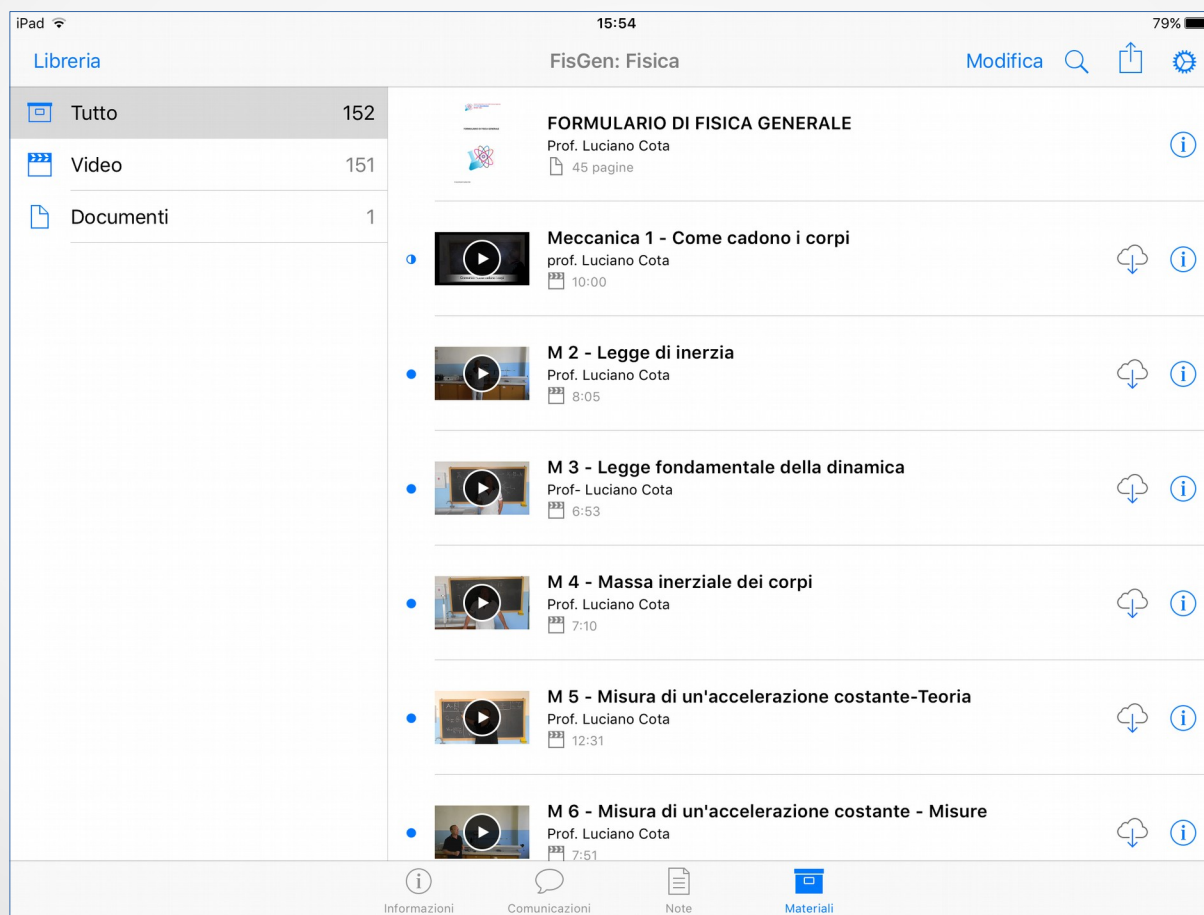 iPad 15:54 79%
Libreria FisGen: Fisica Modifica
Tutto 152
Video 151
Documenti 1
FORMULARIO DI FISICA GENERALE
Prof. Luciano Cota
45 pagine
Meccanica 1 - Come cadono i corpi
prof. Luciano Cota
10:00
M 2 - Legge di inerzia
Prof. Luciano Cota
8:05
M 3 - Legge fondamentale della dinamica
Prof- Luciano Cota
6:53
M 4 - Massa inerziale dei corpi
Prof. Luciano Cota
7:10
M 5 - Misura di un'accelerazione costante-Teoria
Prof. Luciano Cota
12:31
M 6 - Misura di un'accelerazione costante - Misure
Prof. Luciano Cota
7:51
Informazioni Comunicazioni Note Materiali